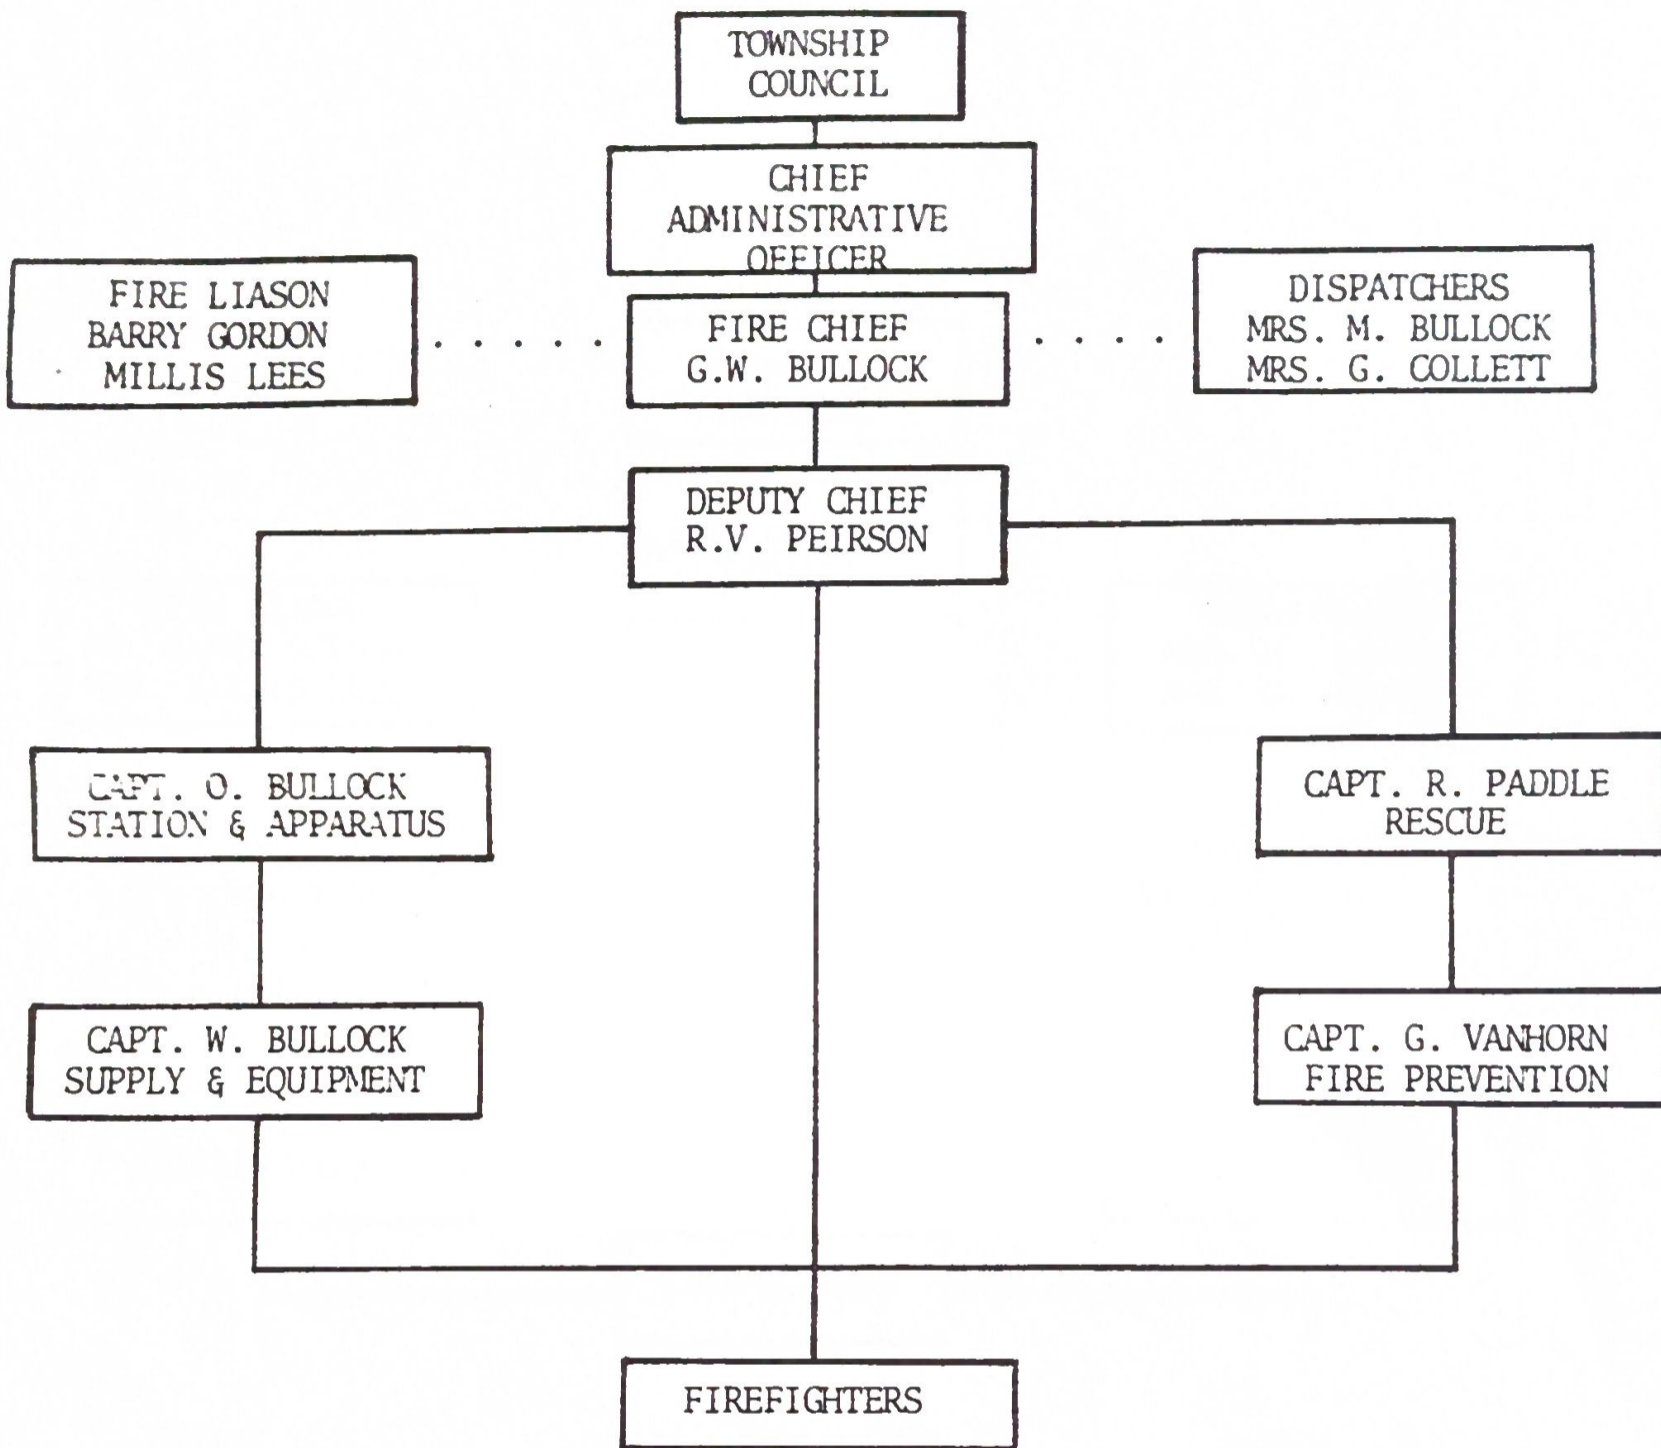 TOWNSHIP
COUNCIL
CHIEF
ADMINISTRATIVE
OFFICER
FIRE LIASON
BARRY GORDON
MILLIS LEES
FIRE CHIEF
G.W. BULLOCK
DISPATCHERS
MRS. M. BULLOCK
MRS. G. COLLETT
DEPUTY CHIEF
R.V. PEIRSON
CAPT. O. BULLOCK
STATION & APPARATUS
CAPT. R. PADDLE
RESCUE
CAPT. W. BULLOCK
SUPPLY & EQUIPMENT
CAPT. G. VANHORN
FIRE PREVENTION
FIREFIGHTERS